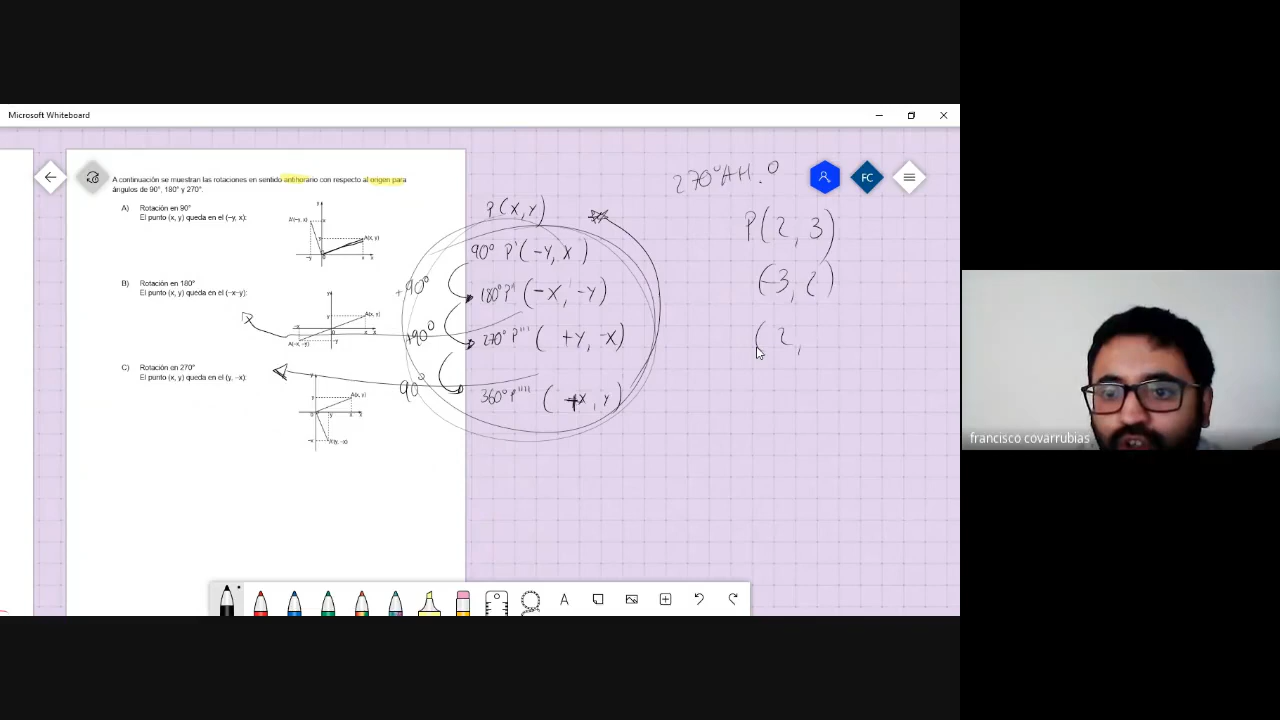 Microsoft Whiteboard
A continuación se muestran las rotaciones en sentido antihorario con respecto al origen para
ángulos de 90°, 180° y 270°.
A) Rotación en 90°
El punto (x, y) queda en el (–y, x):
y
A'(–y, x)
x
y
A(x, y)
0
–y
x
x
B) Rotación en 180°
El punto (x, y) queda en el (–x–y):
y
–x
y
A(x, y)
x
x
A(–x, –y)
–y
C) Rotación en 270°
El punto (x, y) queda en el (y, –x):
y
y
A(x, y)
0
y
x
x
–x
A'(y, –x)
P(X,Y)
90° P' (-Y, X)
+90°
180° P'' (-X, -Y)
+90°
270° P''' (+Y, -X)
90°
360° P'''' (+X, Y)
270° AH.
P(2, 3)
(-3, 2)
2,
FC
A
francisco covarrubias